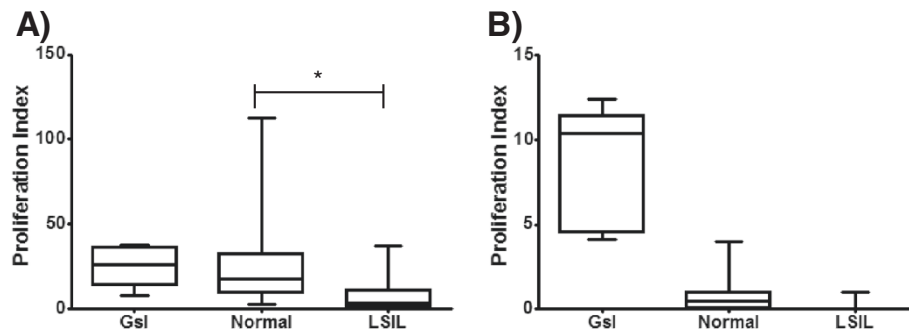 A)
Proliferation Index
150
100
50
0
*
Gsl
Normal
LSIL
B)
Proliferation Index
15
10
5
0
Gsl
Normal
LSIL